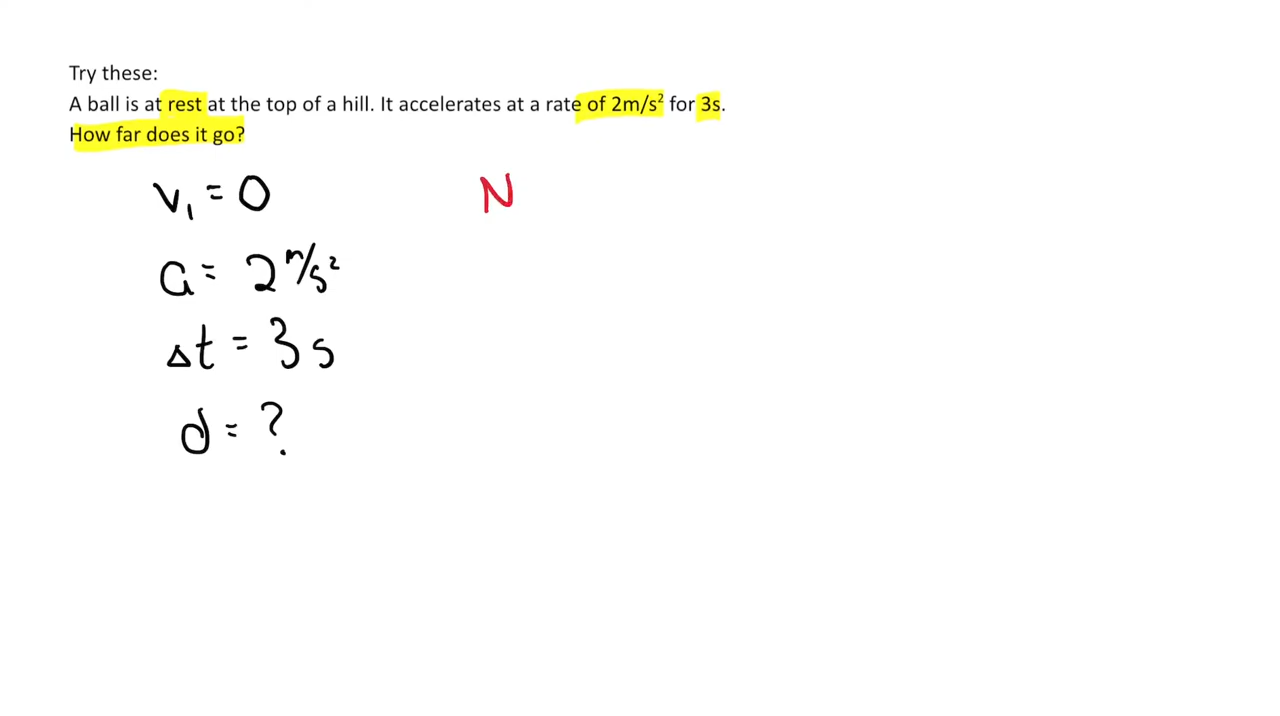 Try these:
A ball is at rest at the top of a hill. It accelerates at a rate of 2m/s² for 3s.
How far does it go?
v₁ = 0 N
a = 2 m/s²
Δt = 3 s
d = ?